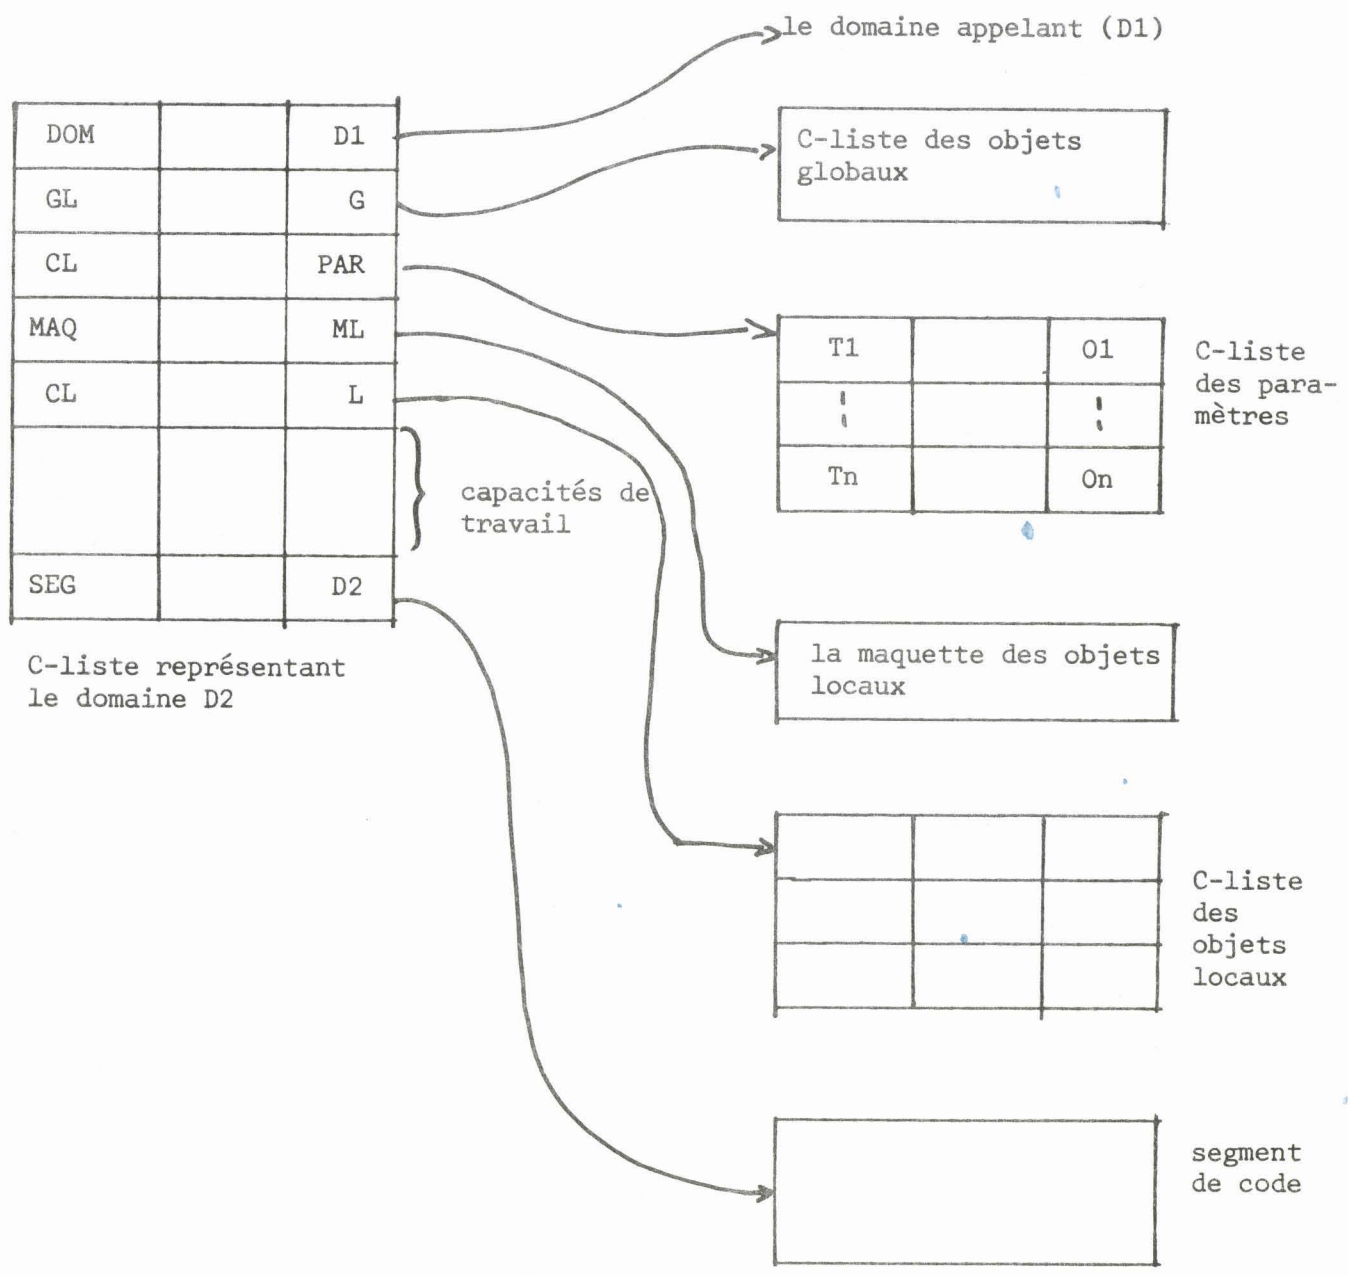 le domaine appelant (D1)
DOM D1
GL G
CL PAR
MAQ ML
CL L
capacités de
travail
SEG D2
C-liste représentant
le domaine D2
C-liste des objets
globaux
T1 O1
Tn On
C-liste
des para-
mètres
la maquette des objets
locaux
C-liste
des
objets
locaux
segment
de code